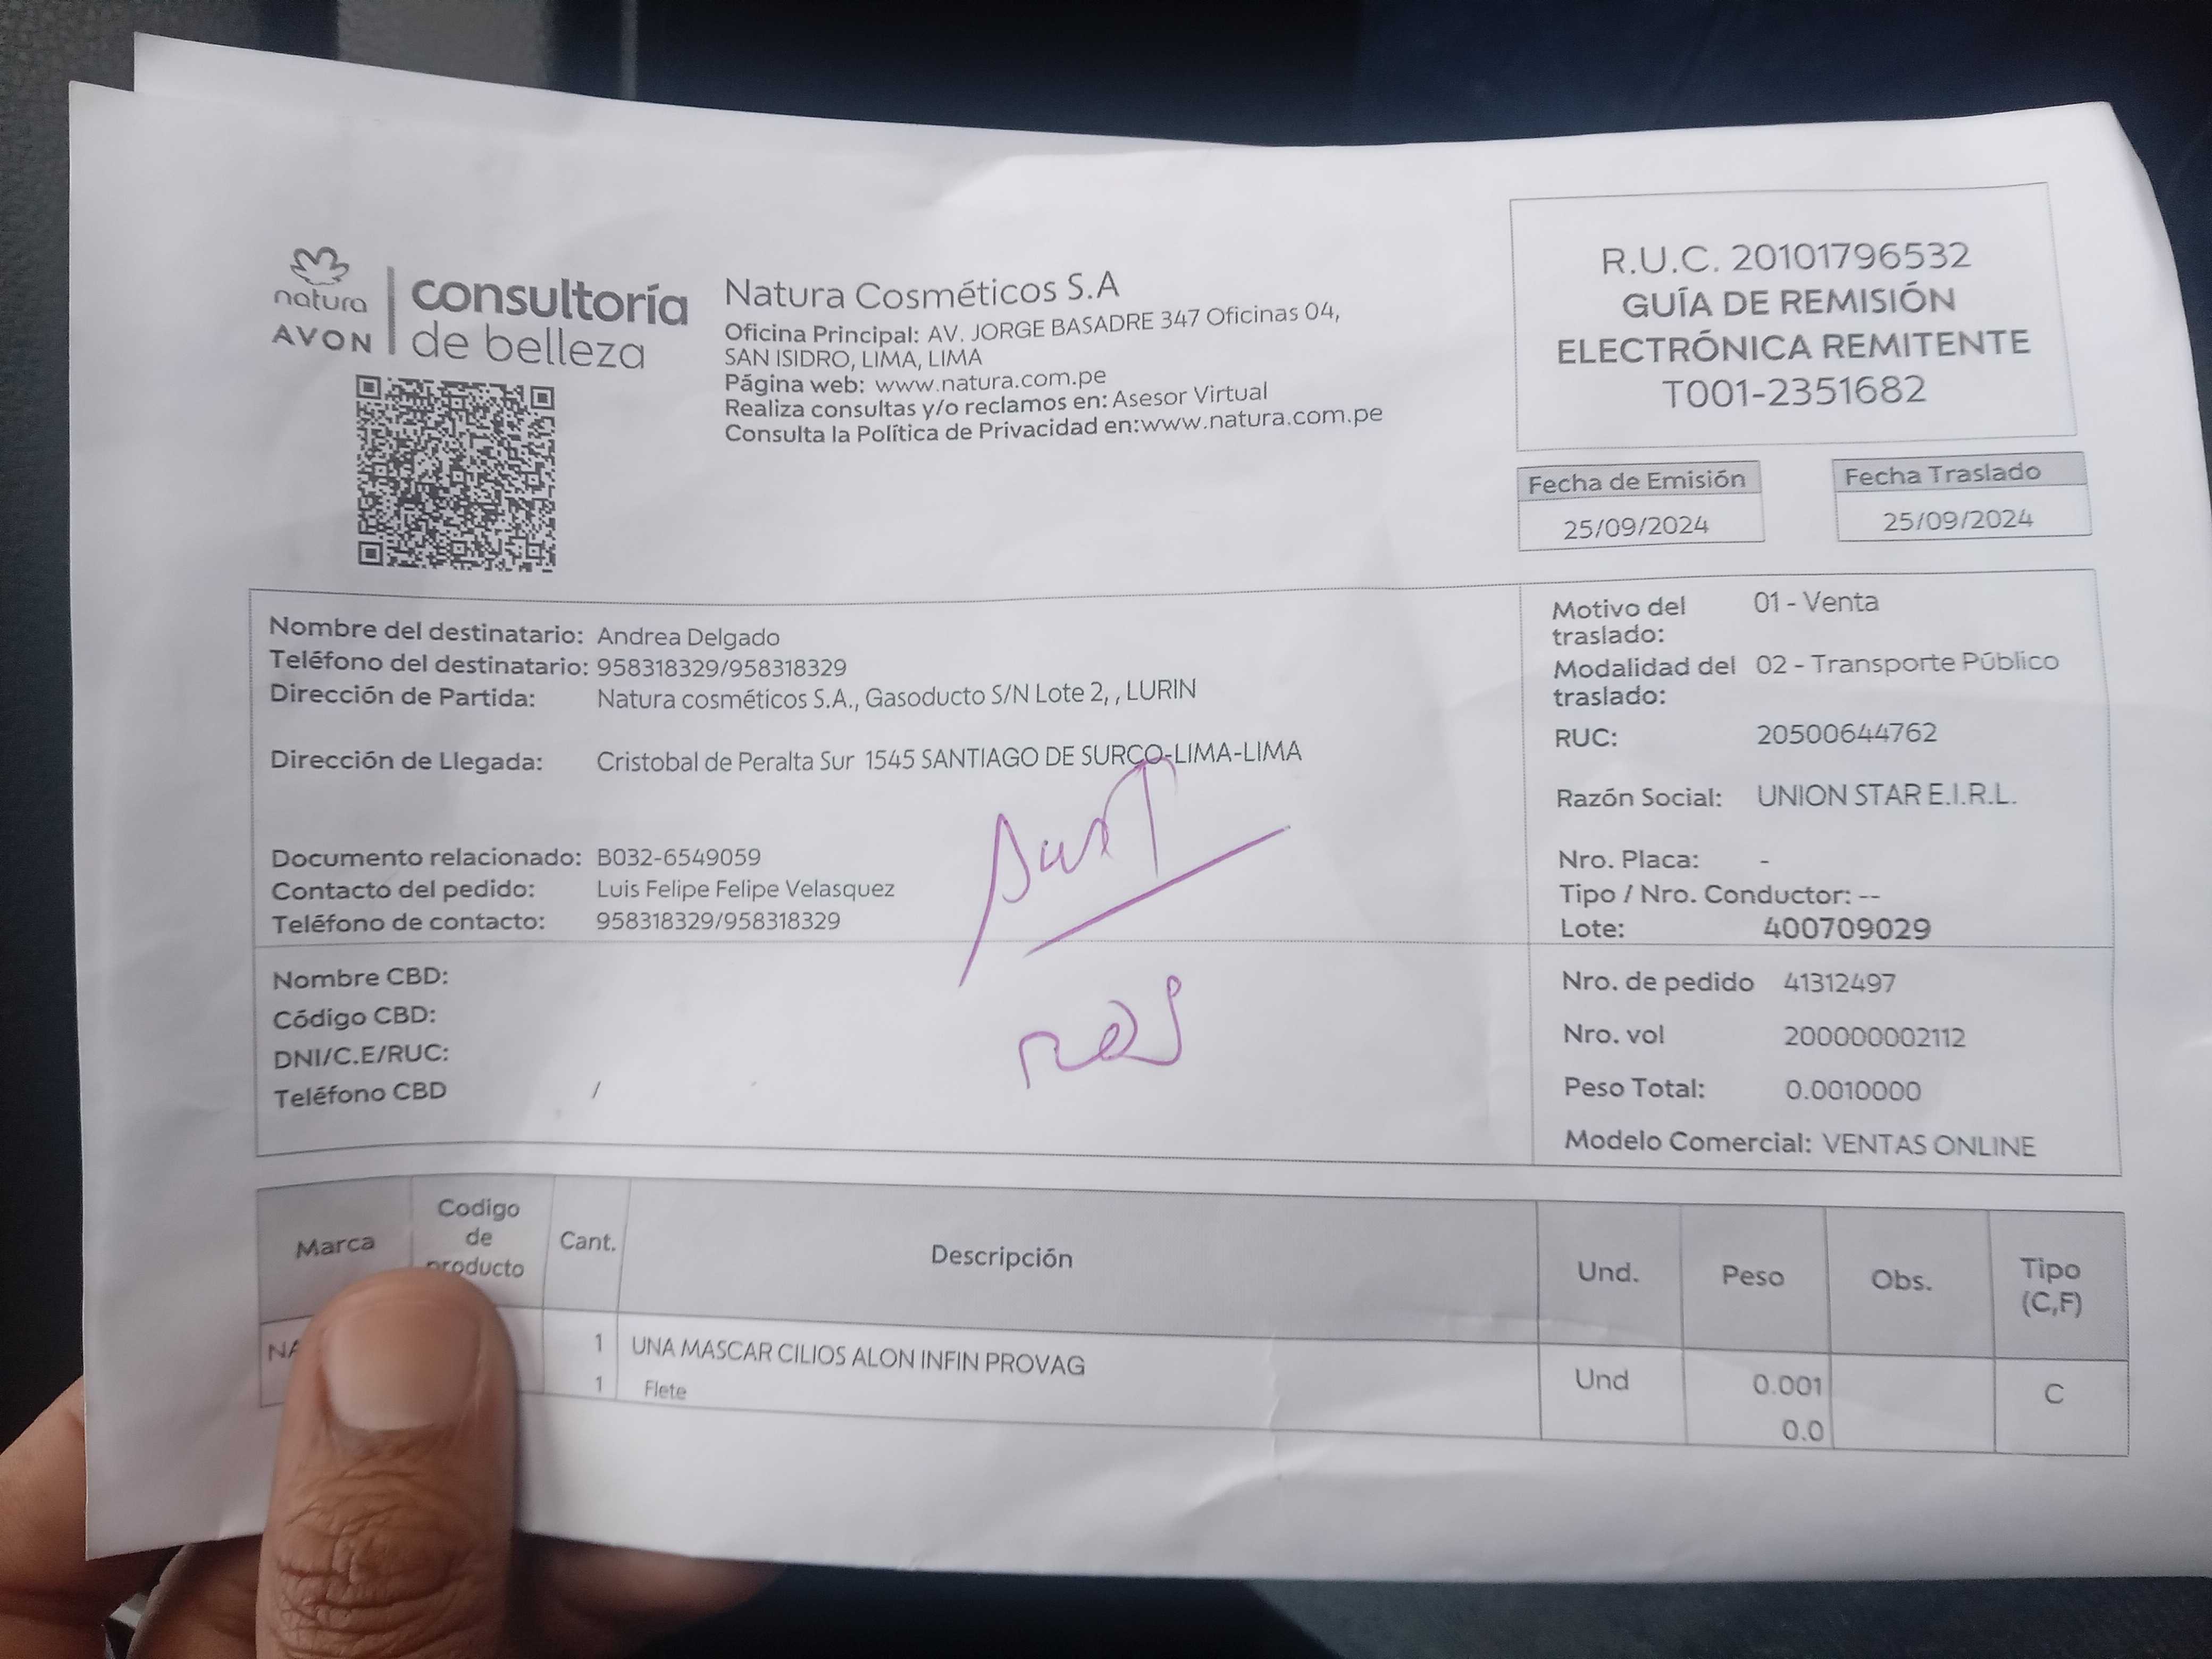 natura
AVON
consultoría
de belleza
Natura Cosméticos S.A
Oficina Principal: AV. JORGE BASADRE 347 Oficinas 04,
SAN ISIDRO, LIMA, LIMA
Página web: www.natura.com.pe
Realiza consultas y/o reclamos en: Asesor Virtual
Consulta la Política de Privacidad en:www.natura.com.pe
R.U.C. 20101796532
GUÍA DE REMISIÓN
ELECTRÓNICA REMITENTE
T001-2351682
Fecha de Emisión
25/09/2024
Fecha Traslado
25/09/2024
Nombre del destinatario: Andrea Delgado
Teléfono del destinatario: 958318329/958318329
Dirección de Partida: Natura cosméticos S.A., Gasoducto S/N Lote 2, , LURIN
Dirección de Llegada: Cristobal de Peralta Sur 1545 SANTIAGO DE SURCO-LIMA-LIMA
Documento relacionado: B032-6549059
Contacto del pedido: Luis Felipe Felipe Velasquez
Teléfono de contacto: 958318329/958318329
Motivo del 01 - Venta
traslado:
Modalidad del 02 - Transporte Público
traslado:
RUC: 20500644762
Razón Social: UNION STAR E.I.R.L.
Nro. Placa: -
Tipo / Nro. Conductor: --
Lote: 400709029
Nombre CBD:
Código CBD:
DNI/C.E/RUC:
Teléfono CBD /
Nro. de pedido 41312497
Nro. vol 200000002112
Peso Total: 0.0010000
Modelo Comercial: VENTAS ONLINE
Marca Codigo de producto Cant. Descripción Und. Peso Obs. Tipo (C,F)
1 UNA MASCAR CILIOS ALON INFIN PROVAG Und 0.001 C
1 Flete 0.0